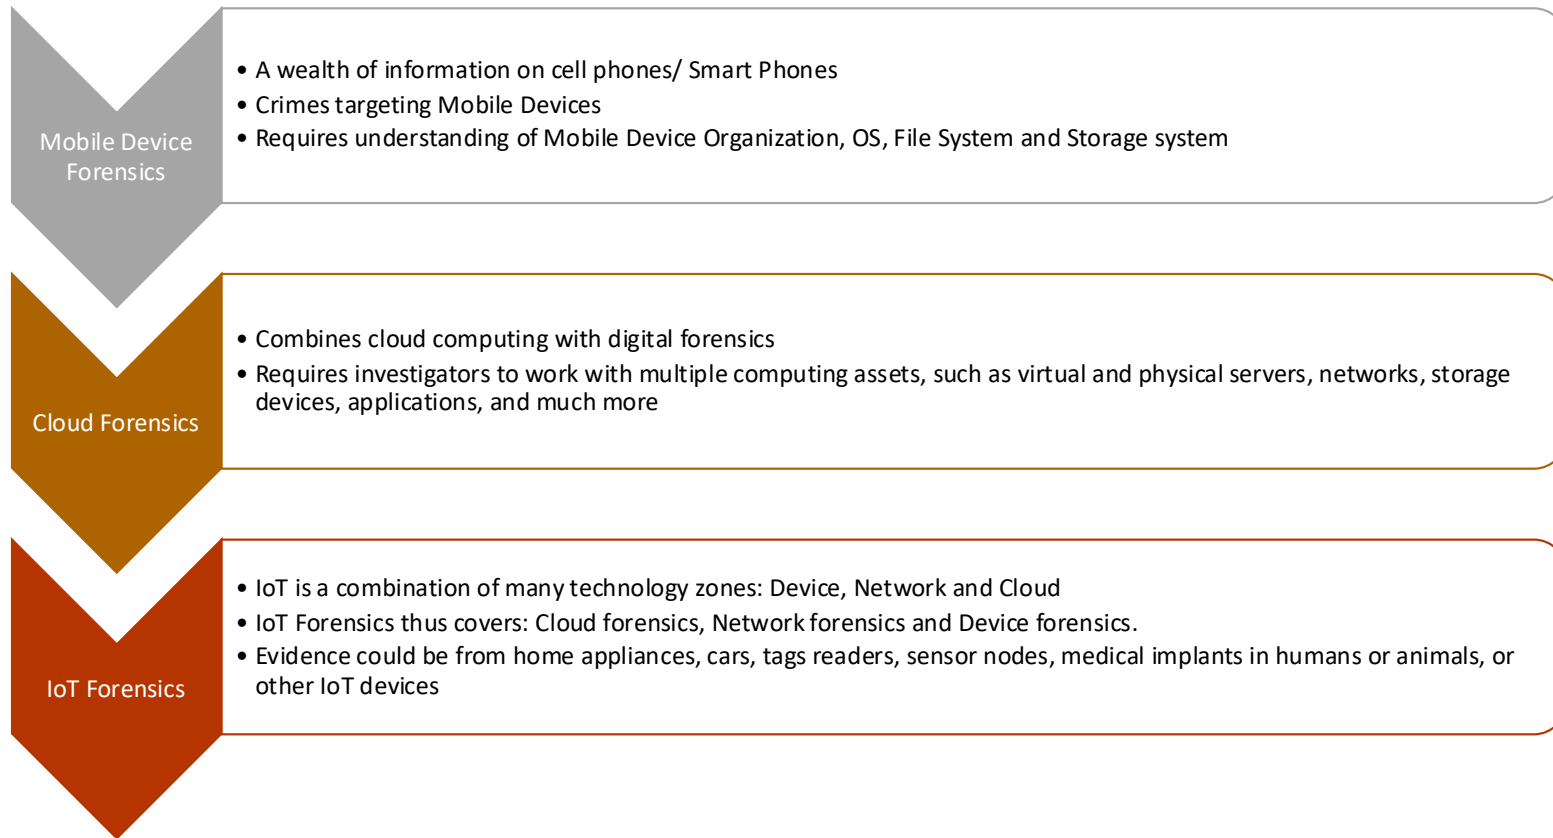 Mobile Device
Forensics
• A wealth of information on cell phones/ Smart Phones
• Crimes targeting Mobile Devices
• Requires understanding of Mobile Device Organization, OS, File System and Storage system
Cloud Forensics
• Combines cloud computing with digital forensics
• Requires investigators to work with multiple computing assets, such as virtual and physical servers, networks, storage
devices, applications, and much more
IoT Forensics
• IoT is a combination of many technology zones: Device, Network and Cloud
• IoT Forensics thus covers: Cloud forensics, Network forensics and Device forensics.
• Evidence could be from home appliances, cars, tags readers, sensor nodes, medical implants in humans or animals, or
other IoT devices